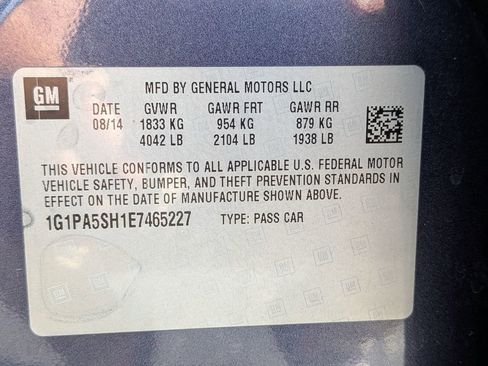 GM
MFD BY GENERAL MOTORS LLC
DATE GVWR GAWR FRT GAWR RR
08/14 1833 KG 954 KG 879 KG
4042 LB 2104 LB 1938 LB
THIS VEHICLE CONFORMS TO ALL APPLICABLE U.S. FEDERAL MOTOR
VEHICLE SAFETY, BUMPER, AND THEFT PREVENTION STANDARDS IN
EFFECT ON THE DATE OF MANUFACTURE SHOWN ABOVE.
1G1PA5SH1E7465227 TYPE: PASS CAR